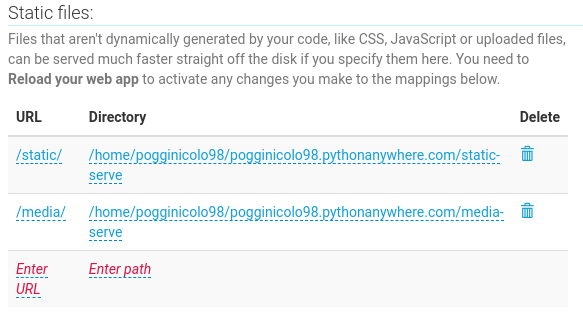 Static files:
Files that aren't dynamically generated by your code, like CSS, JavaScript or uploaded files,
can be served much faster straight off the disk if you specify them here. You need to
Reload your web app to activate any changes you make to the mappings below.
URL Directory Delete
/static/ /home/pogginicolo98/pogginicolo98.pythonanywhere.com/static-
serve
/media/ /home/pogginicolo98/pogginicolo98.pythonanywhere.com/media-
serve
Enter Enter path
URL